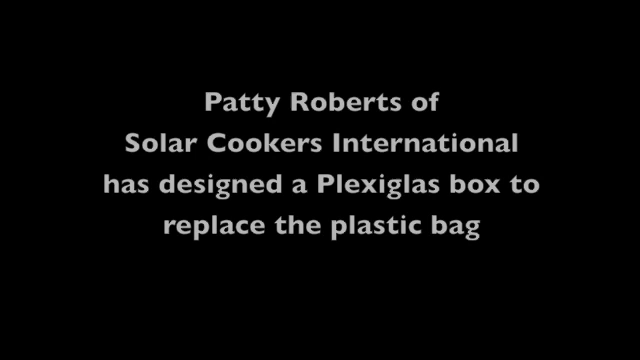 Patty Roberts of
Solar Cookers International
has designed a Plexiglas box to
replace the plastic bag